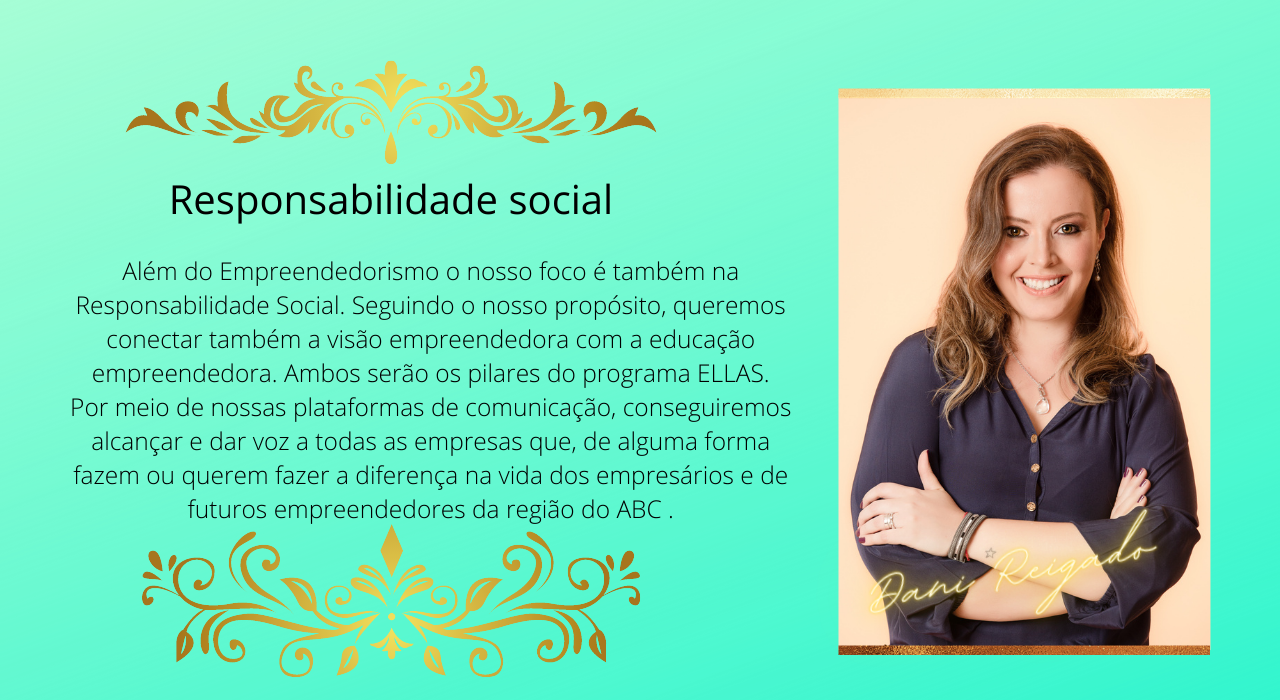 Responsabilidade social
Além do Empreendedorismo o nosso foco é também na
Responsabilidade Social. Seguindo o nosso propósito, queremos
conectar também a visão empreendedora com a educação
empreendedora. Ambos serão os pilares do programa ELLAS.
Por meio de nossas plataformas de comunicação, conseguiremos
alcançar e dar voz a todas as empresas que, de alguma forma
fazem ou querem fazer a diferença na vida dos empresários e de
futuros empreendedores da região do ABC .
Dani Reigado